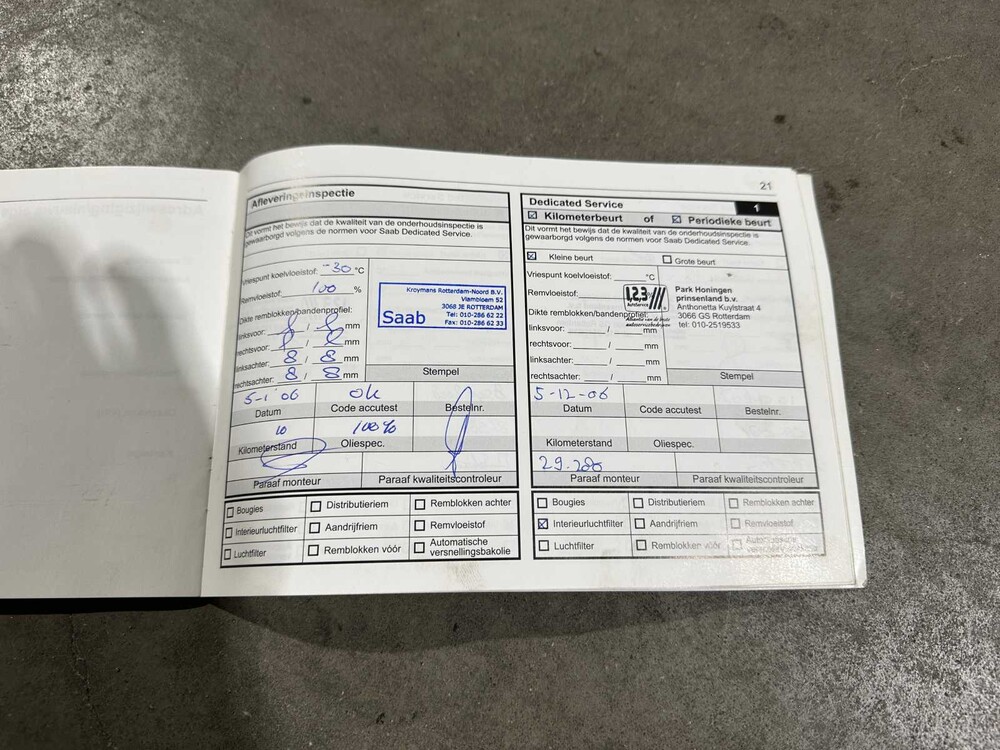 21
Afleveringsinspectie
Dit vormt het bewijs dat de kwaliteit van de onderhoudsinspectie is
gewaarborgd volgens de normen voor Saab Dedicated Service.
Vriespunt koelvloeistof: -30 °C
Remvloeistof: 100 %
Dikte remblokken/bandenprofiel:
linksvoor: 8 / 8 mm
rechtsvoor: 8 / 8 mm
linksachter: 8 / 8 mm
rechtsachter: 8 / 8 mm
Kroymans Rotterdam-Noord B.V.
Vlambloem 52
3068 JE ROTTERDAM
Tel: 010-286 62 22
Fax: 010-286 62 33
Saab
Stempel
5-1'06 ok
Datum Code accutest Bestelnr.
10 100%
Kilometerstand Oliespec.
Paraaf monteur Paraaf kwaliteitscontroleur
Bougies Distributieriem Remblokken achter
Interieurluchtfilter Aandrijfriem Remvloeistof
Luchtfilter Remblokken vóór Automatische
versnellingsbakolie
Dedicated Service 1
Kilometerbeurt of Periodieke beurt
Dit vormt het bewijs dat de kwaliteit van de onderhoudsinspectie is
gewaarborgd volgens de normen voor Saab Dedicated Service.
Kleine beurt Grote beurt
Vriespunt koelvloeistof: °C
Remvloeistof:
Dikte remblokken/bandenprofiel:
linksvoor: / mm
rechtsvoor: / mm
linksachter: / mm
rechtsachter: / mm
1,2,3
AutoService
Park Honingen
prinsenland b.v.
Anthonetta Kuylstraat 4
3066 GS Rotterdam
tel: 010-2519533
Stempel
5-12-06
Datum Code accutest Bestelnr.
Kilometerstand Oliespec.
29.200
Paraaf monteur Paraaf kwaliteitscontroleur
Bougies Distributieriem Remblokken achter
Interieurluchtfilter Aandrijfriem Remvloeistof
Luchtfilter Remblokken vóór Automatische
versnellingsbakolie